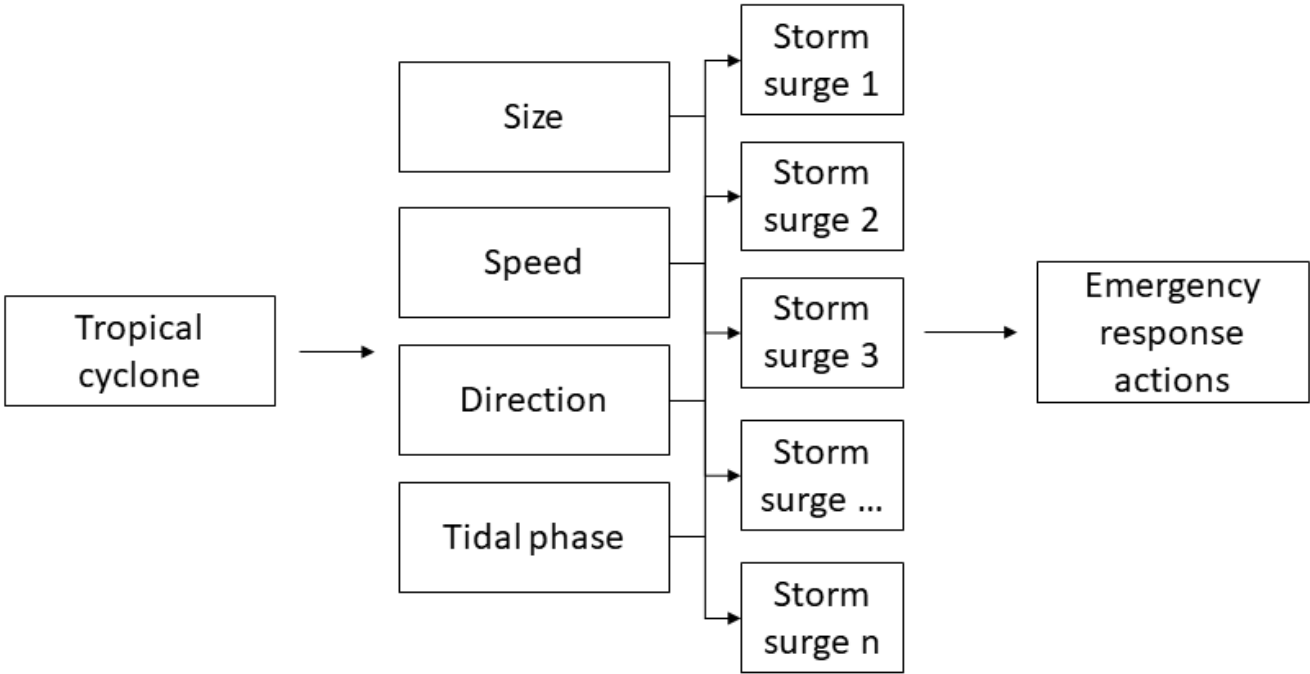 Tropical
cyclone
Size
Speed
Direction
Tidal phase
Storm
surge 1
Storm
surge 2
Storm
surge 3
Storm
surge ...
Storm
surge n
Emergency
response
actions